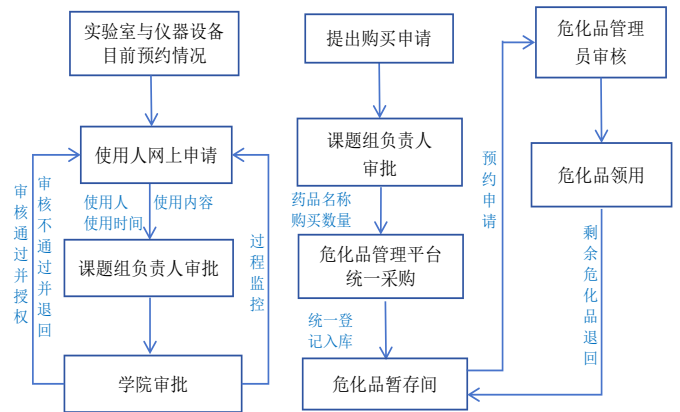 实验室与仪器设备
目前预约情况
使用人网上申请
使用人
使用时间
使用内容
课题组负责人审批
学院审批
审核通过并授权
审核不通过并退回
过程监控
提出购买申请
课题组负责人
审批
药品名称
购买数量
危化品管理平台
统一采购
统一登
记入库
危化品暂存间
预约申请
危化品管理
员审核
危化品领用
剩余危化品退回